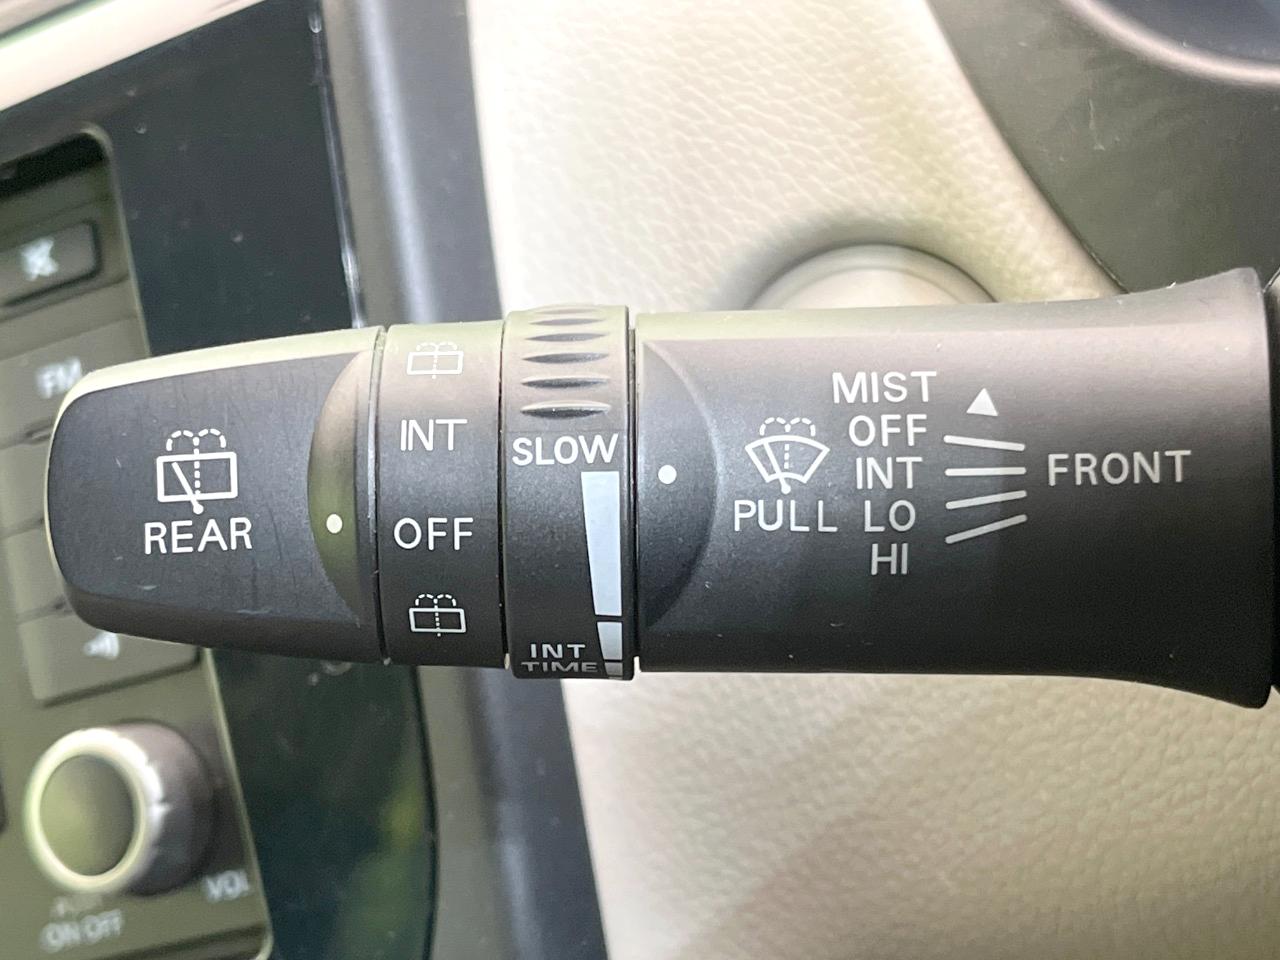 FM
REAR
INT
OFF
SLOW
INT
TIME
PULL
MIST
OFF
INT
LO
HI
FRONT
VOL
ON OFF